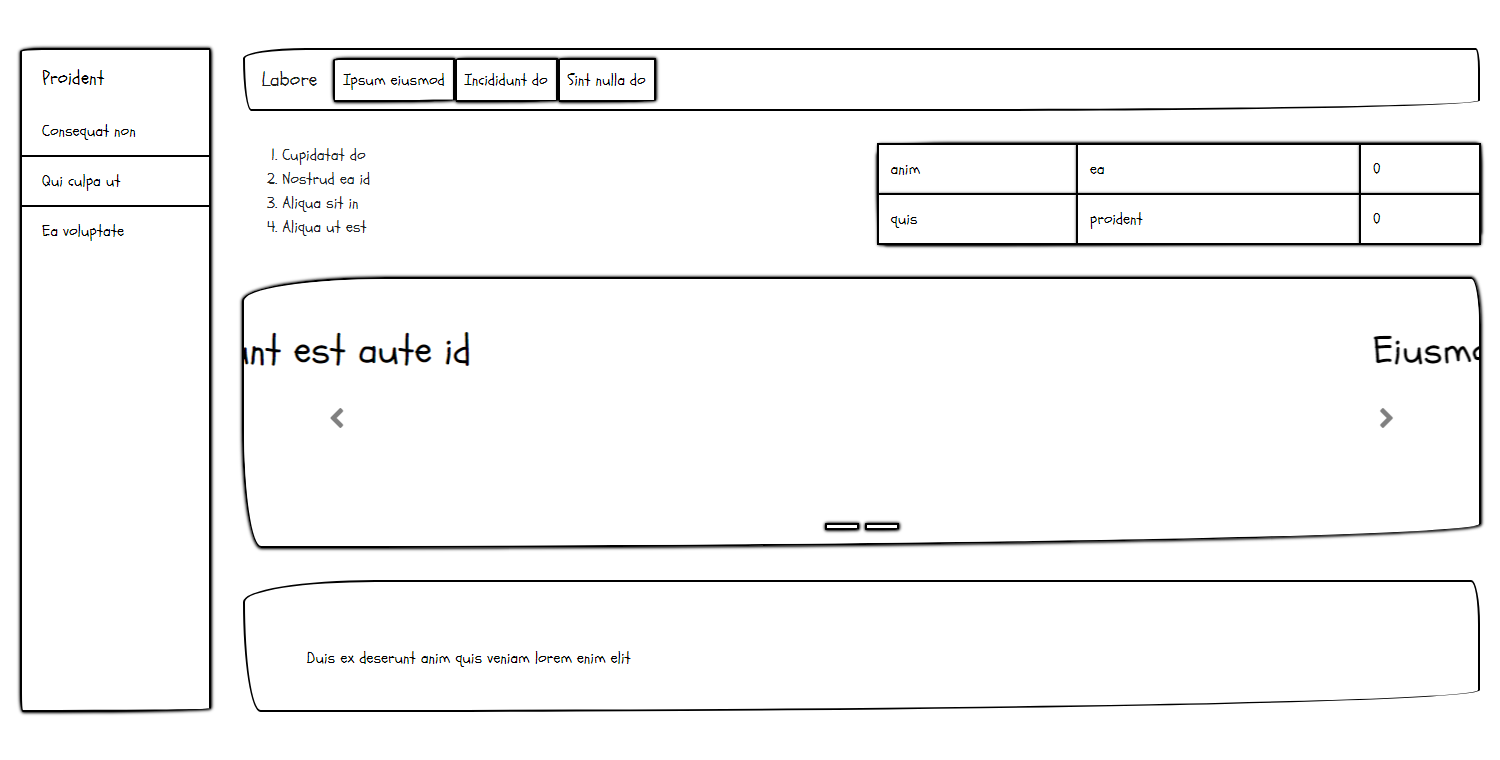 Proident
Consequat non
Qui culpa ut
Ea voluptate
Labore Ipsum eiusmod Incididunt do Sint nulla do
1. Cupidatat do
2. Nostrud ea id
3. Aliqua sit in
4. Aliqua ut est
anim ea 0
quis proident 0
est aute id
Duis ex deserunt anim quis veniam lorem enim elit